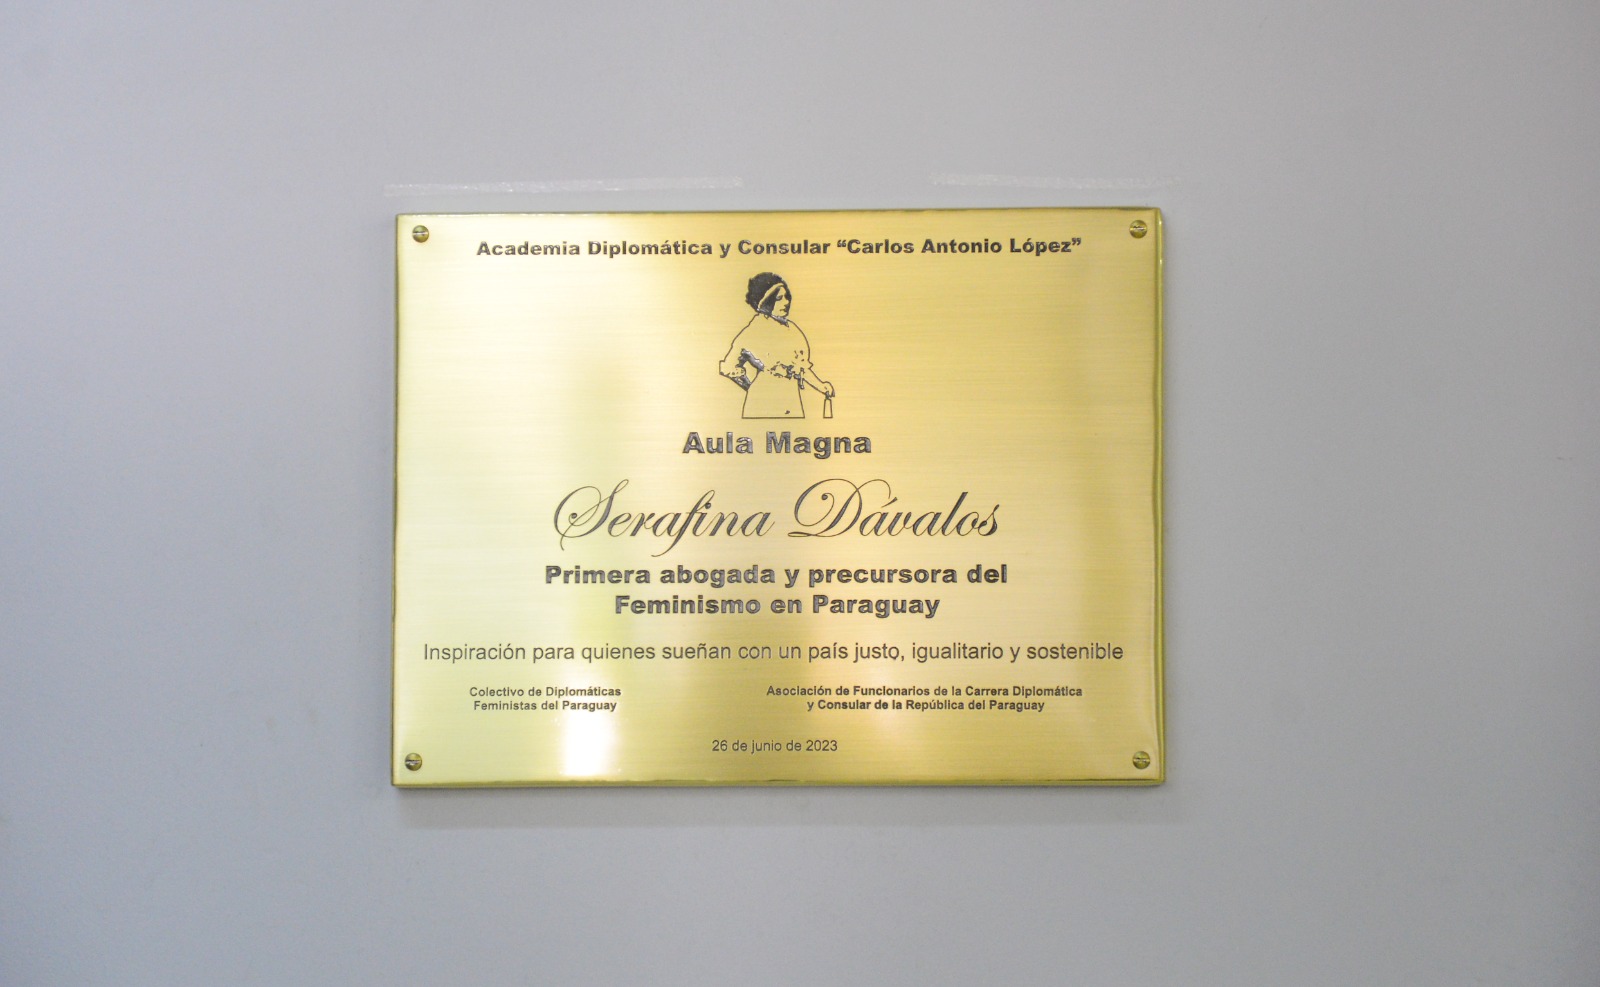 Academia Diplomática y Consular “Carlos Antonio López”
Aula Magna
Serafina Dávalos
Primera abogada y precursora del
Feminismo en Paraguay
Inspiración para quienes sueñan con un país justo, igualitario y sostenible
Colectivo de Diplomáticas
Feministas del Paraguay
Asociación de Funcionarios de la Carrera Diplomática
y Consular de la República del Paraguay
26 de junio de 2023